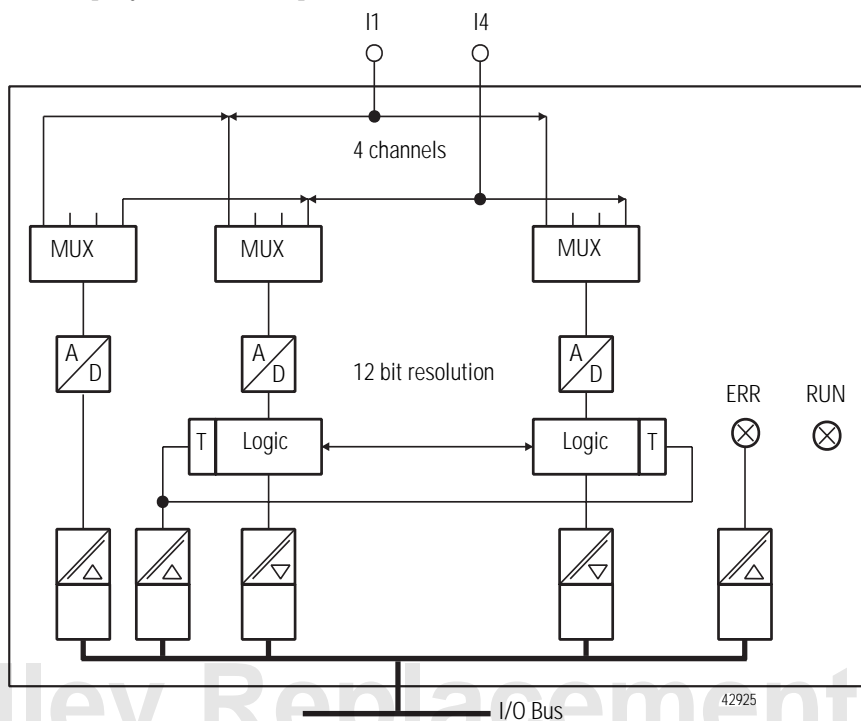 I1 I4
4 channels
MUX MUX MUX
A/D A/D A/D
12 bit resolution
ERR RUN
T Logic Logic T
42925
I/O Bus
lley Replacement